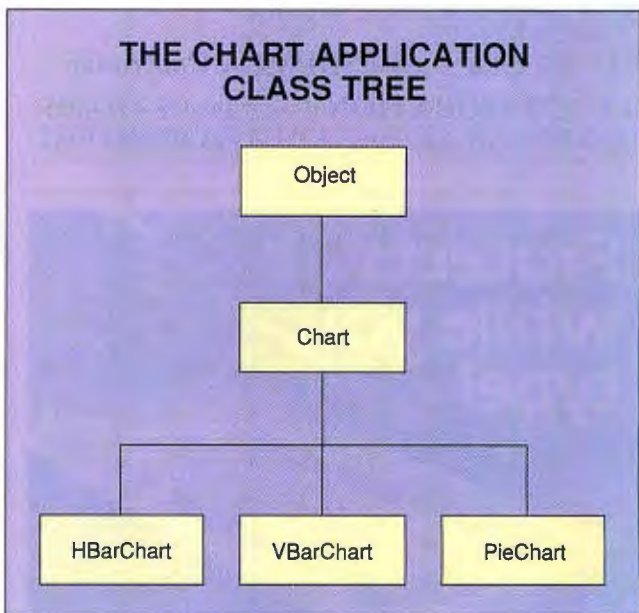 THE CHART APPLICATION
CLASS TREE
Object
Chart
HBarChart
VBarChart
PieChart